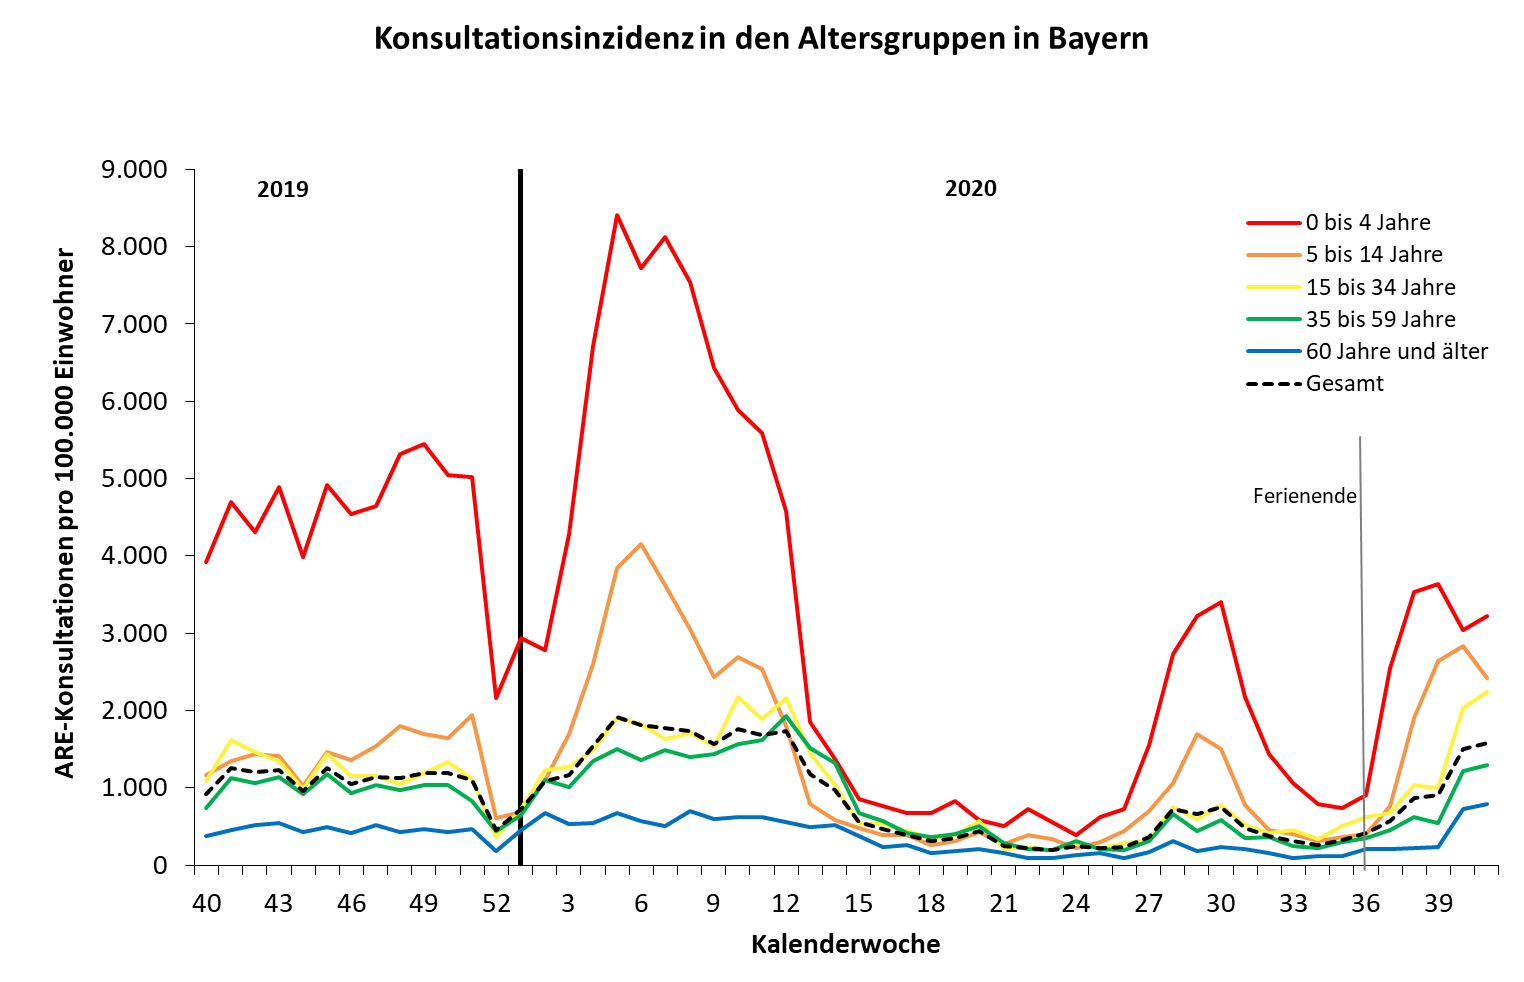 Konsultationsinzidenz in den Altersgruppen in Bayern
9.000
8.000
7.000
6.000
5.000
4.000
3.000
2.000
1.000
0
ARE-Konsultationen pro 100.000 Einwohner
2019
2020
0 bis 4 Jahre
5 bis 14 Jahre
15 bis 34 Jahre
35 bis 59 Jahre
60 Jahre und älter
Gesamt
Ferienende
40 43 46 49 52 3 6 9 12 15 18 21 24 27 30 33 36 39
Kalenderwoche